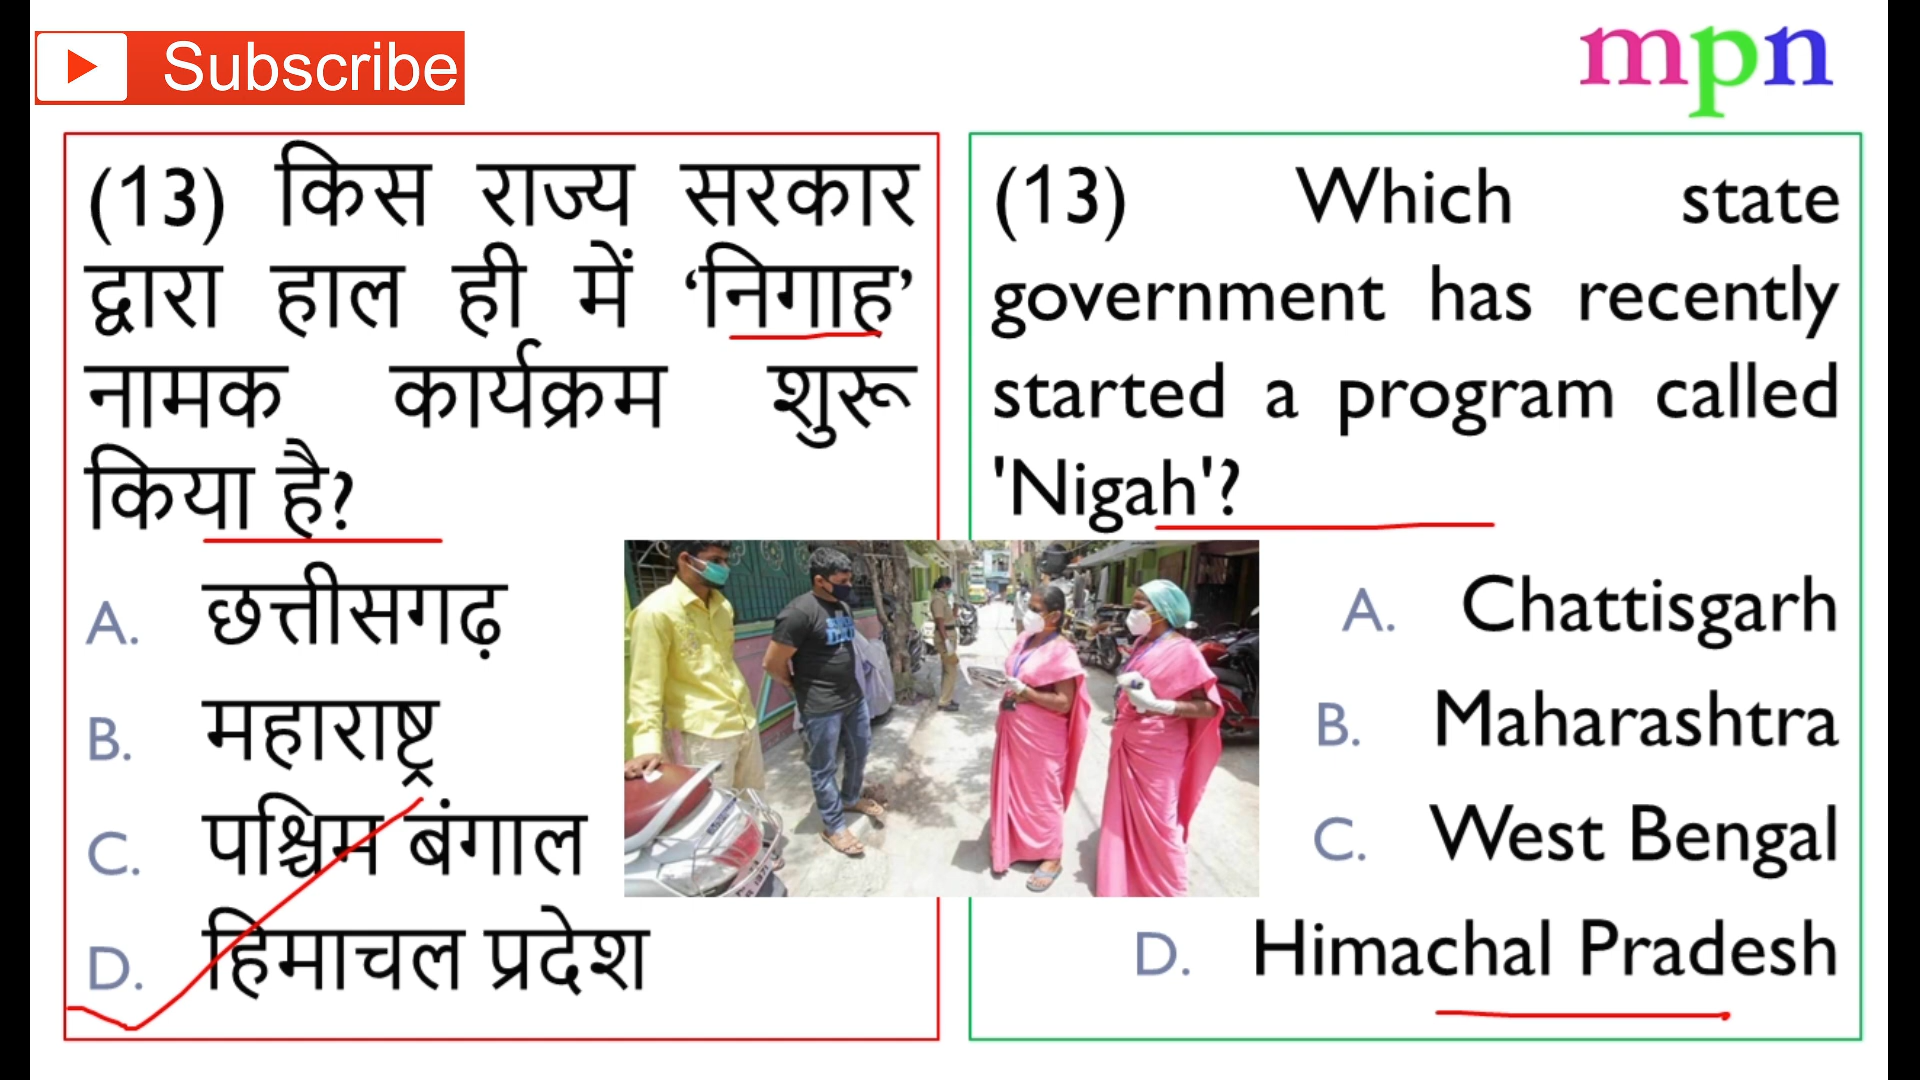 Subscribe
mpn
(13) किस राज्य सरकार
द्वारा हाल ही में ‘निगाह’
नामक कार्यक्रम शुरू
किया है?
A. छत्तीसगढ़
B. महाराष्ट्र
C. पश्चिम बंगाल
D. हिमाचल प्रदेश
(13) Which state
government has recently
started a program called
'Nigah'?
A. Chattisgarh
B. Maharashtra
C. West Bengal
D. Himachal Pradesh